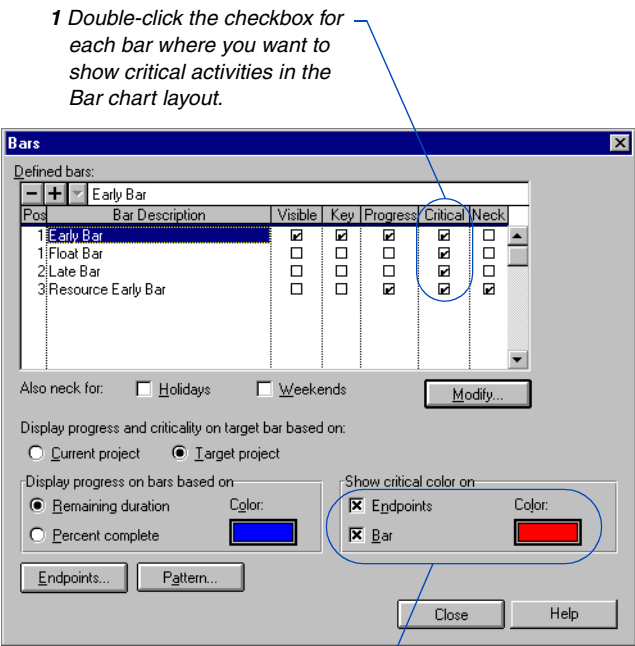 1 Double-click the checkbox for
each bar where you want to
show critical activities in the
Bar chart layout.
Bars
Defined bars:
Early Bar
Pos Bar Description Visible Key Progress Critical Neck
1 Early Bar
1 Float Bar
2 Late Bar
3 Resource Early Bar
Also neck for: Holidays Weekends Modify...
Display progress and criticality on target bar based on:
Current project Target project
Display progress on bars based on Show critical color on
Remaining duration Color: Endpoints Color:
Percent complete Bar
Endpoints... Pattern...
Close Help